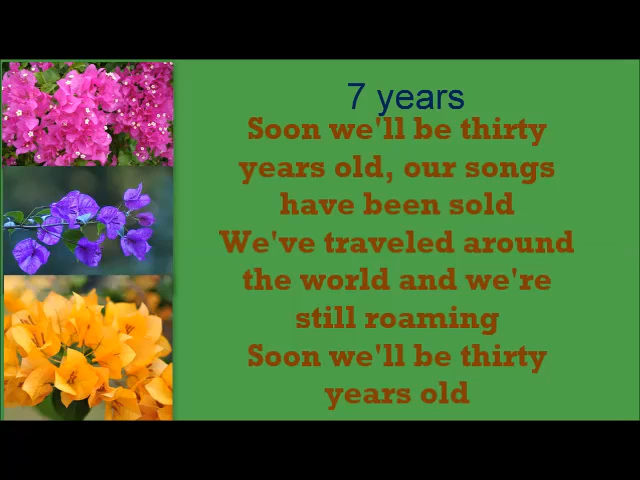 7 years
Soon we'll be thirty
years old, our songs
have been sold
We've traveled around
the world and we're
still roaming
Soon we'll be thirty
years old